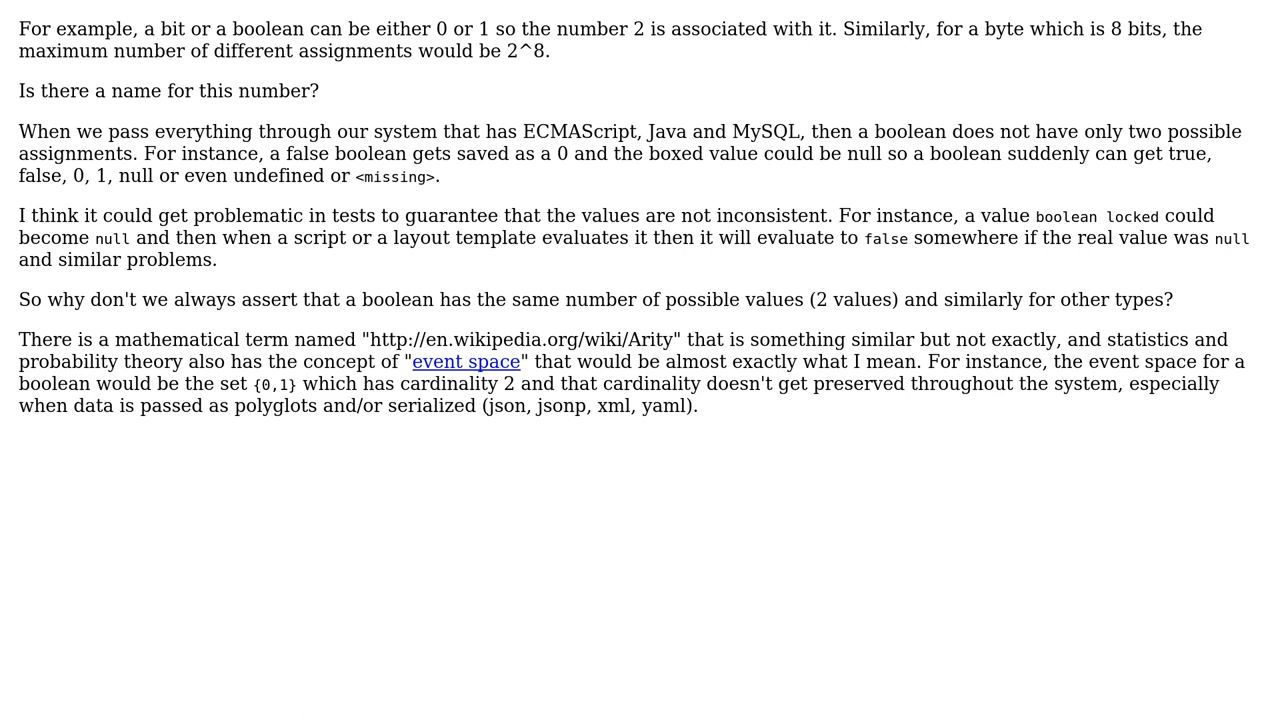 For example, a bit or a boolean can be either 0 or 1 so the number 2 is associated with it. Similarly, for a byte which is 8 bits, the
maximum number of different assignments would be 2^8.
Is there a name for this number?
When we pass everything through our system that has ECMAScript, Java and MySQL, then a boolean does not have only two possible
assignments. For instance, a false boolean gets saved as a 0 and the boxed value could be null so a boolean suddenly can get true,
false, 0, 1, null or even undefined or <missing>.
I think it could get problematic in tests to guarantee that the values are not inconsistent. For instance, a value boolean locked could
become null and then when a script or a layout template evaluates it then it will evaluate to false somewhere if the real value was null
and similar problems.
So why don't we always assert that a boolean has the same number of possible values (2 values) and similarly for other types?
There is a mathematical term named "http://en.wikipedia.org/wiki/Arity" that is something similar but not exactly, and statistics and
probability theory also has the concept of "event space" that would be almost exactly what I mean. For instance, the event space for a
boolean would be the set {0,1} which has cardinality 2 and that cardinality doesn't get preserved throughout the system, especially
when data is passed as polyglots and/or serialized (json, jsonp, xml, yaml).